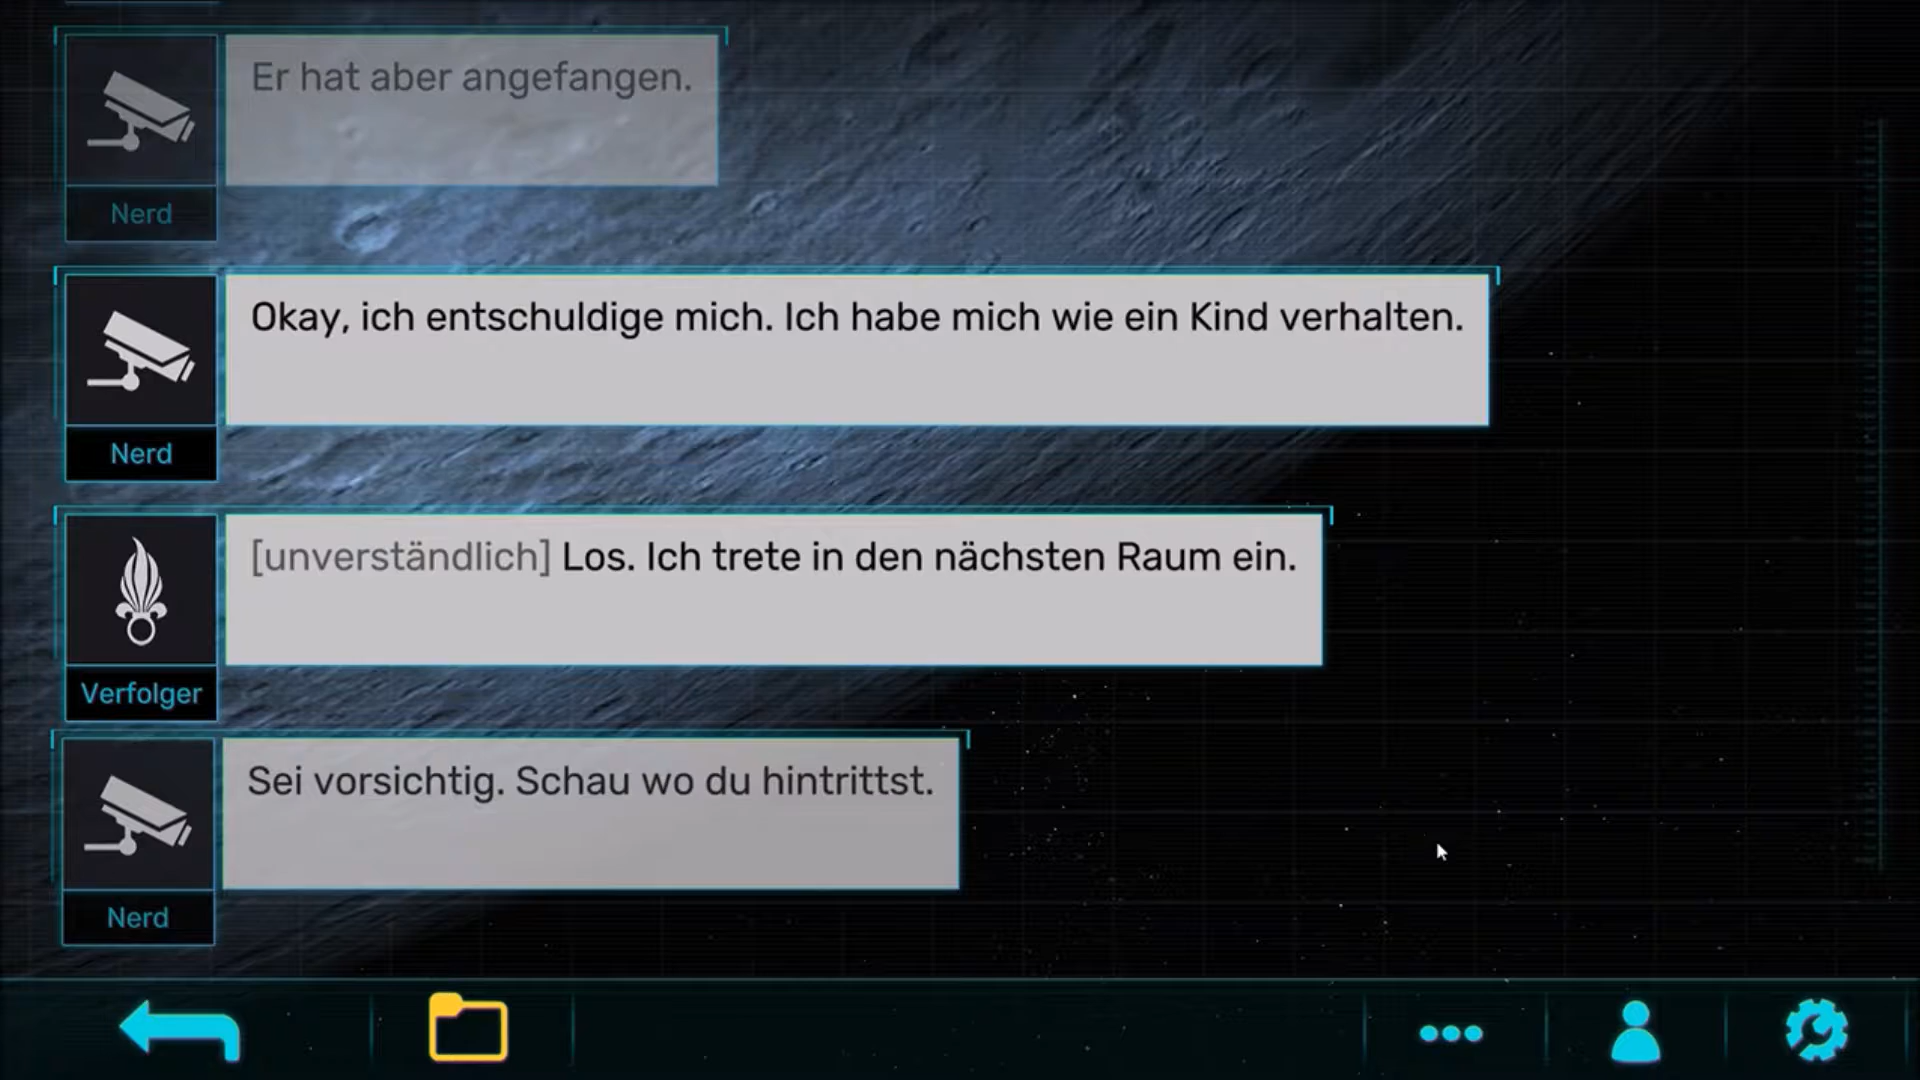 Er hat aber angefangen.
Nerd
Okay, ich entschuldige mich. Ich habe mich wie ein Kind verhalten.
Nerd
[unverständlich] Los. Ich trete in den nächsten Raum ein.
Verfolger
Sei vorsichtig. Schau wo du hintrittst.
Nerd